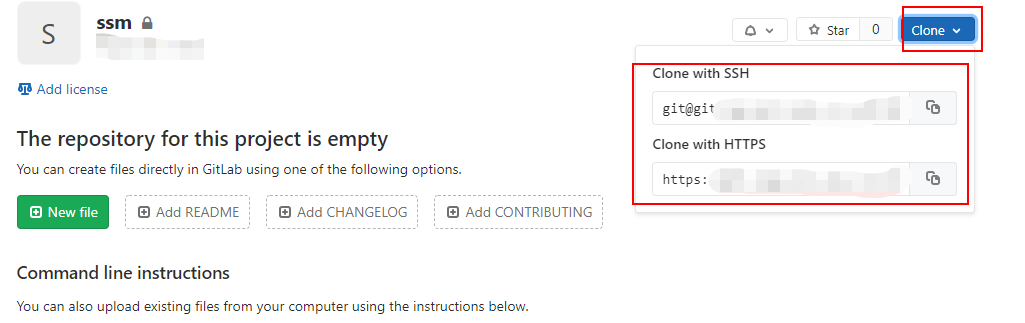 S
ssm
Star
0
Clone
Add license
Clone with SSH
git@git
Clone with HTTPS
https:
The repository for this project is empty
You can create files directly in GitLab using one of the following options.
New file
Add README
Add CHANGELOG
Add CONTRIBUTING
Command line instructions
You can also upload existing files from your computer using the instructions below.